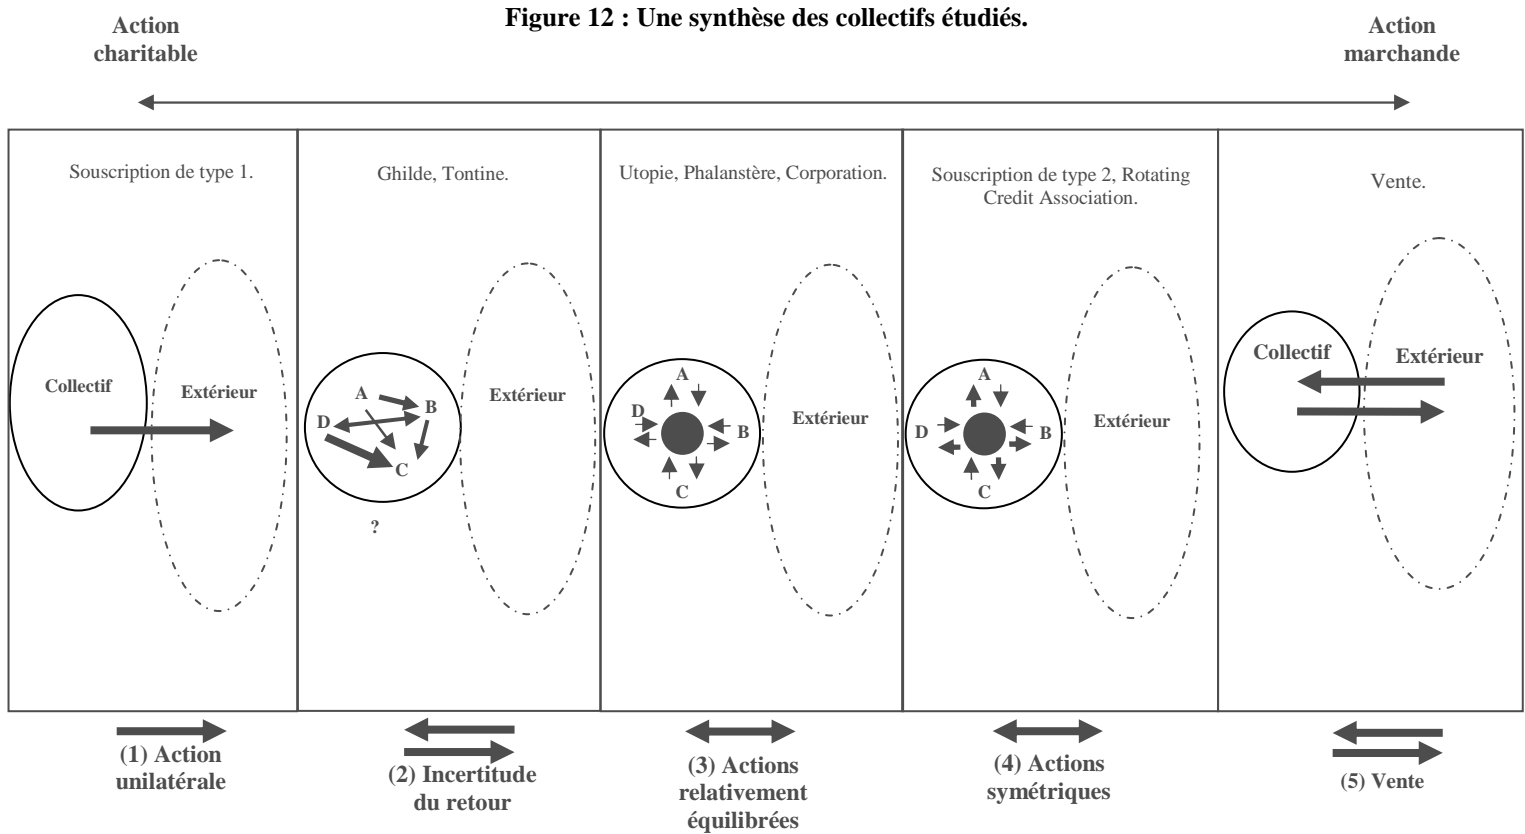 Figure 12 : Une synthèse des collectifs étudiés.
Action
charitable
Action
marchande
Souscription de type 1.
Ghilde, Tontine.
Utopie, Phalanstère, Corporation.
Souscription de type 2, Rotating
Credit Association.
Vente.
Collectif
Extérieur
A
B
D
C
?
Extérieur
A
D
B
C
Extérieur
A
D
B
C
Extérieur
Collectif
Extérieur
(1) Action
unilatérale
(2) Incertitude
du retour
(3) Actions
relativement
équilibrées
(4) Actions
symétriques
(5) Vente